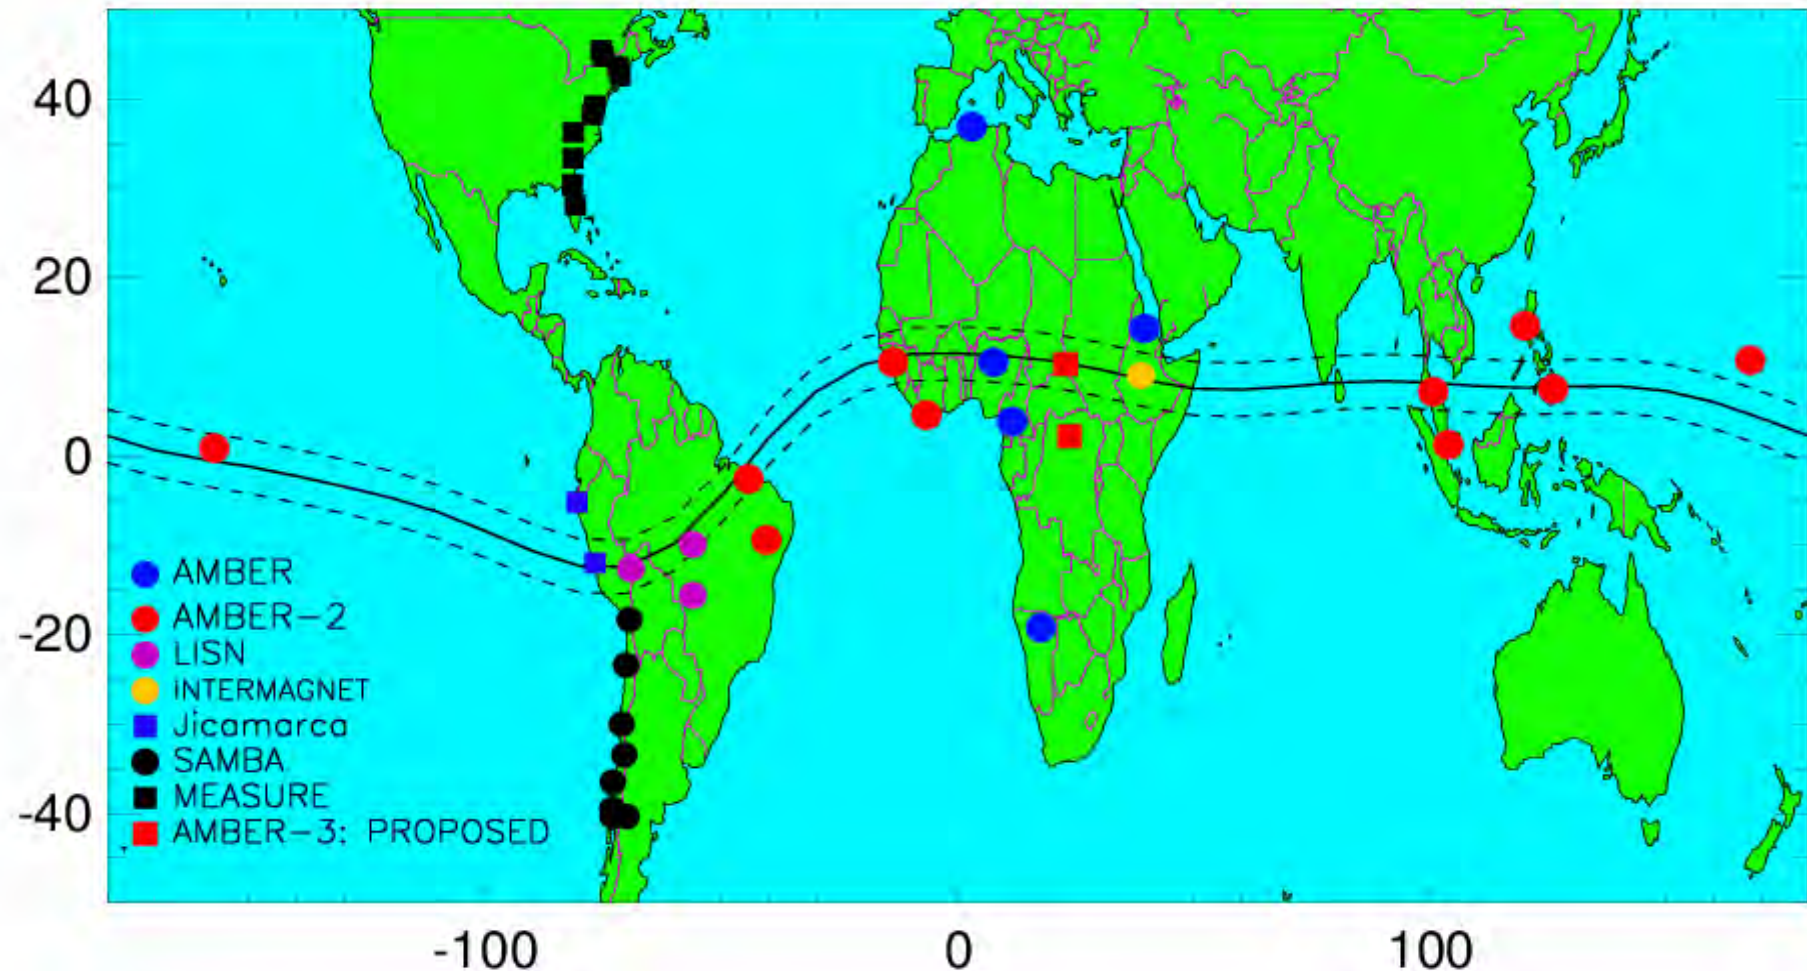 40
20
0
-20
-40
AMBER
AMBER-2
LISN
INTERMAGNET
Jicamarca
SAMBA
MEASURE
AMBER-3: PROPOSED
-100 0 100